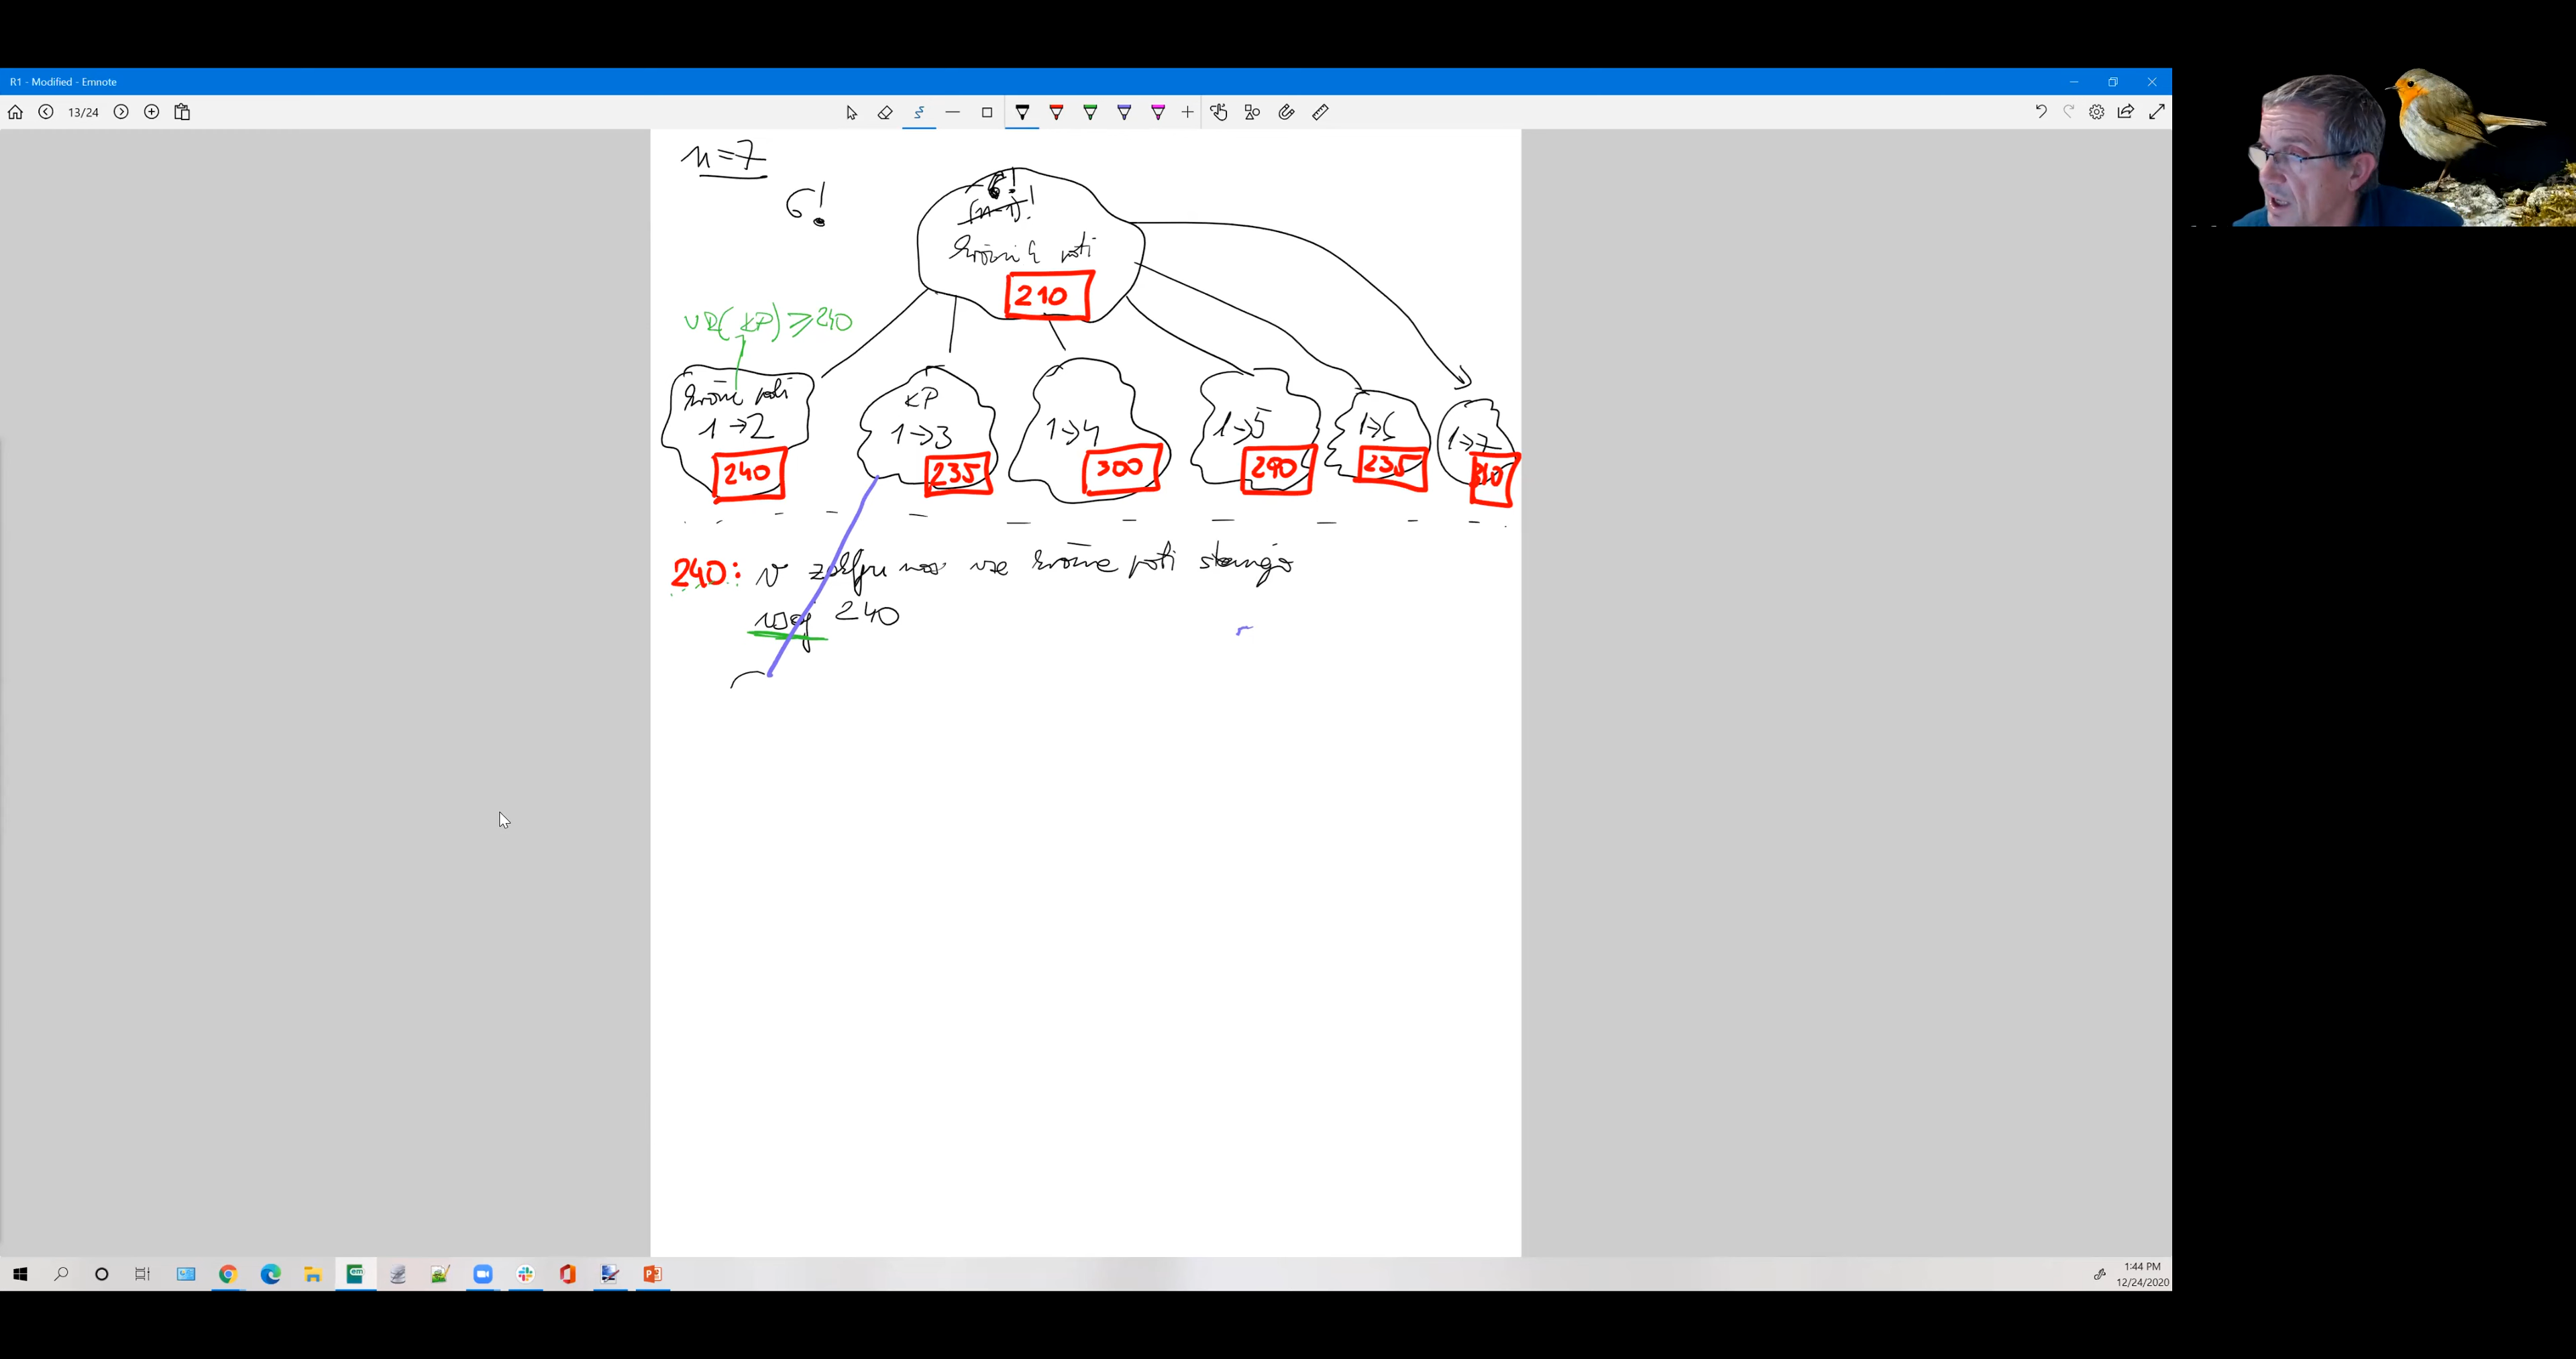 R1 - Modified - Emnote
13/24
n=7
6!
6!
(n-1)!
krožnih poti
210
VR(KP) ≥ 240
krožne poti
1→2
240
KP
1→3
235
1→4
300
1→5
290
1→6
235
1→7
240: v vse krožne poti stanejo
vsaj 240
1:44 PM
12/24/2020